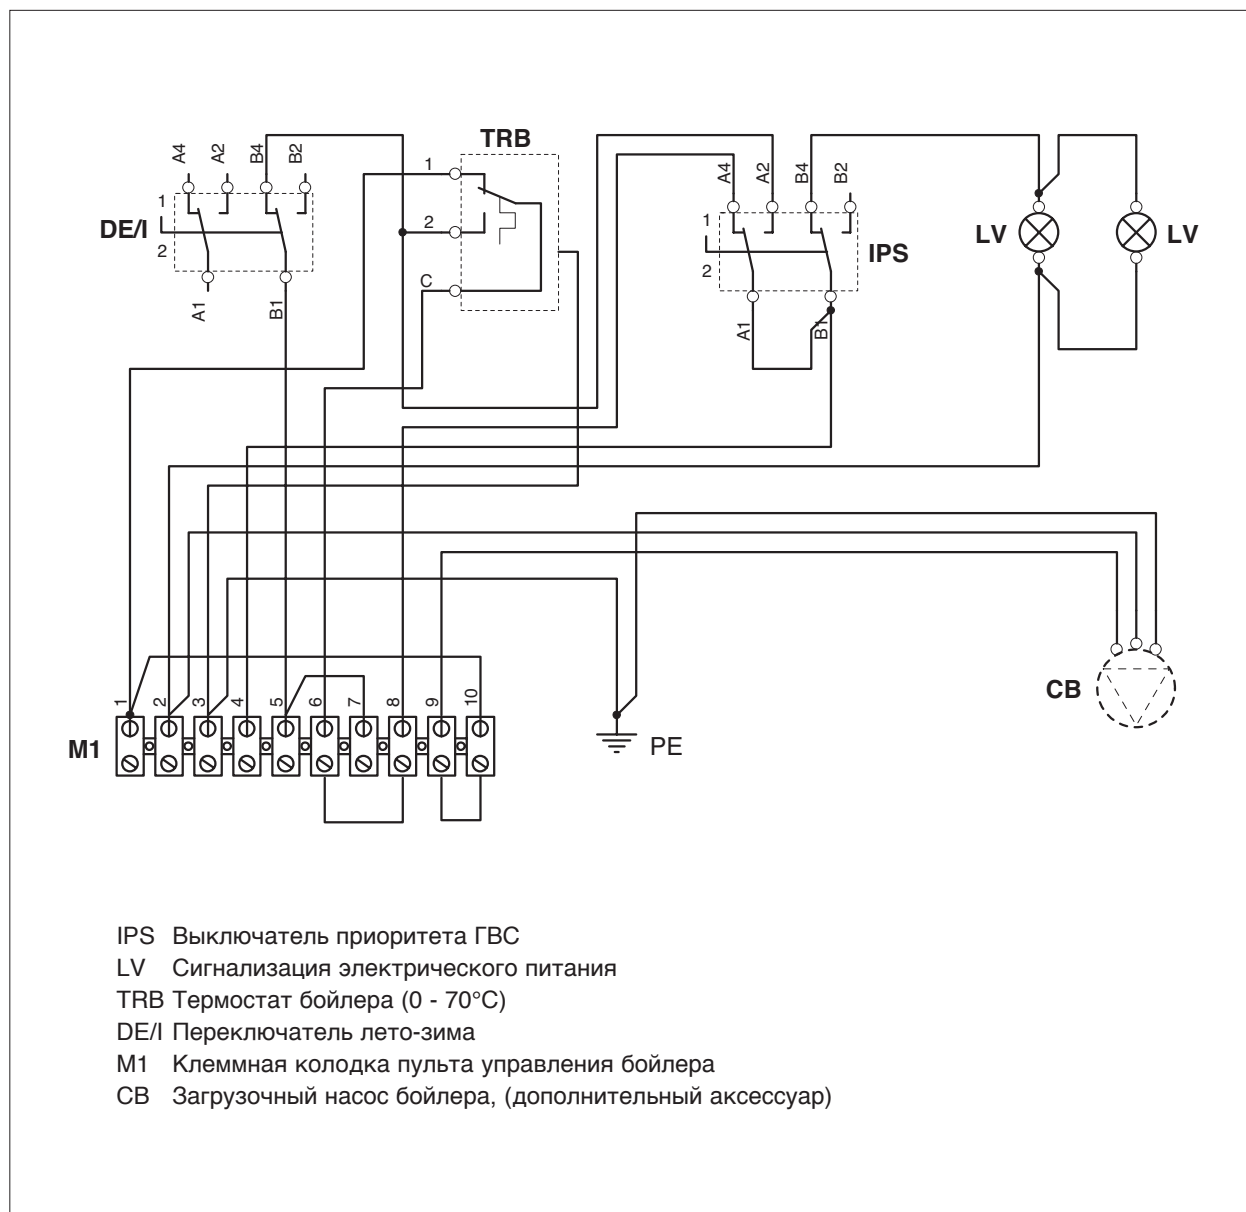 TRB
A4 A2 B4 B2
1
2
DE/I
A1 B1
1
2
C
A4 A2 B4 B2
1
2
IPS
A1 B1
LV
LV
CB
1 2 3 4 5 6 7 8 9 10
M1
PE
IPS Выключатель приоритета ГВС
LV Сигнализация электрического питания
TRB Термостат бойлера (0 - 70°C)
DE/I Переключатель лето-зима
M1 Клеммная колодка пульта управления бойлера
CB Загрузочный насос бойлера, (дополнительный аксессуар)